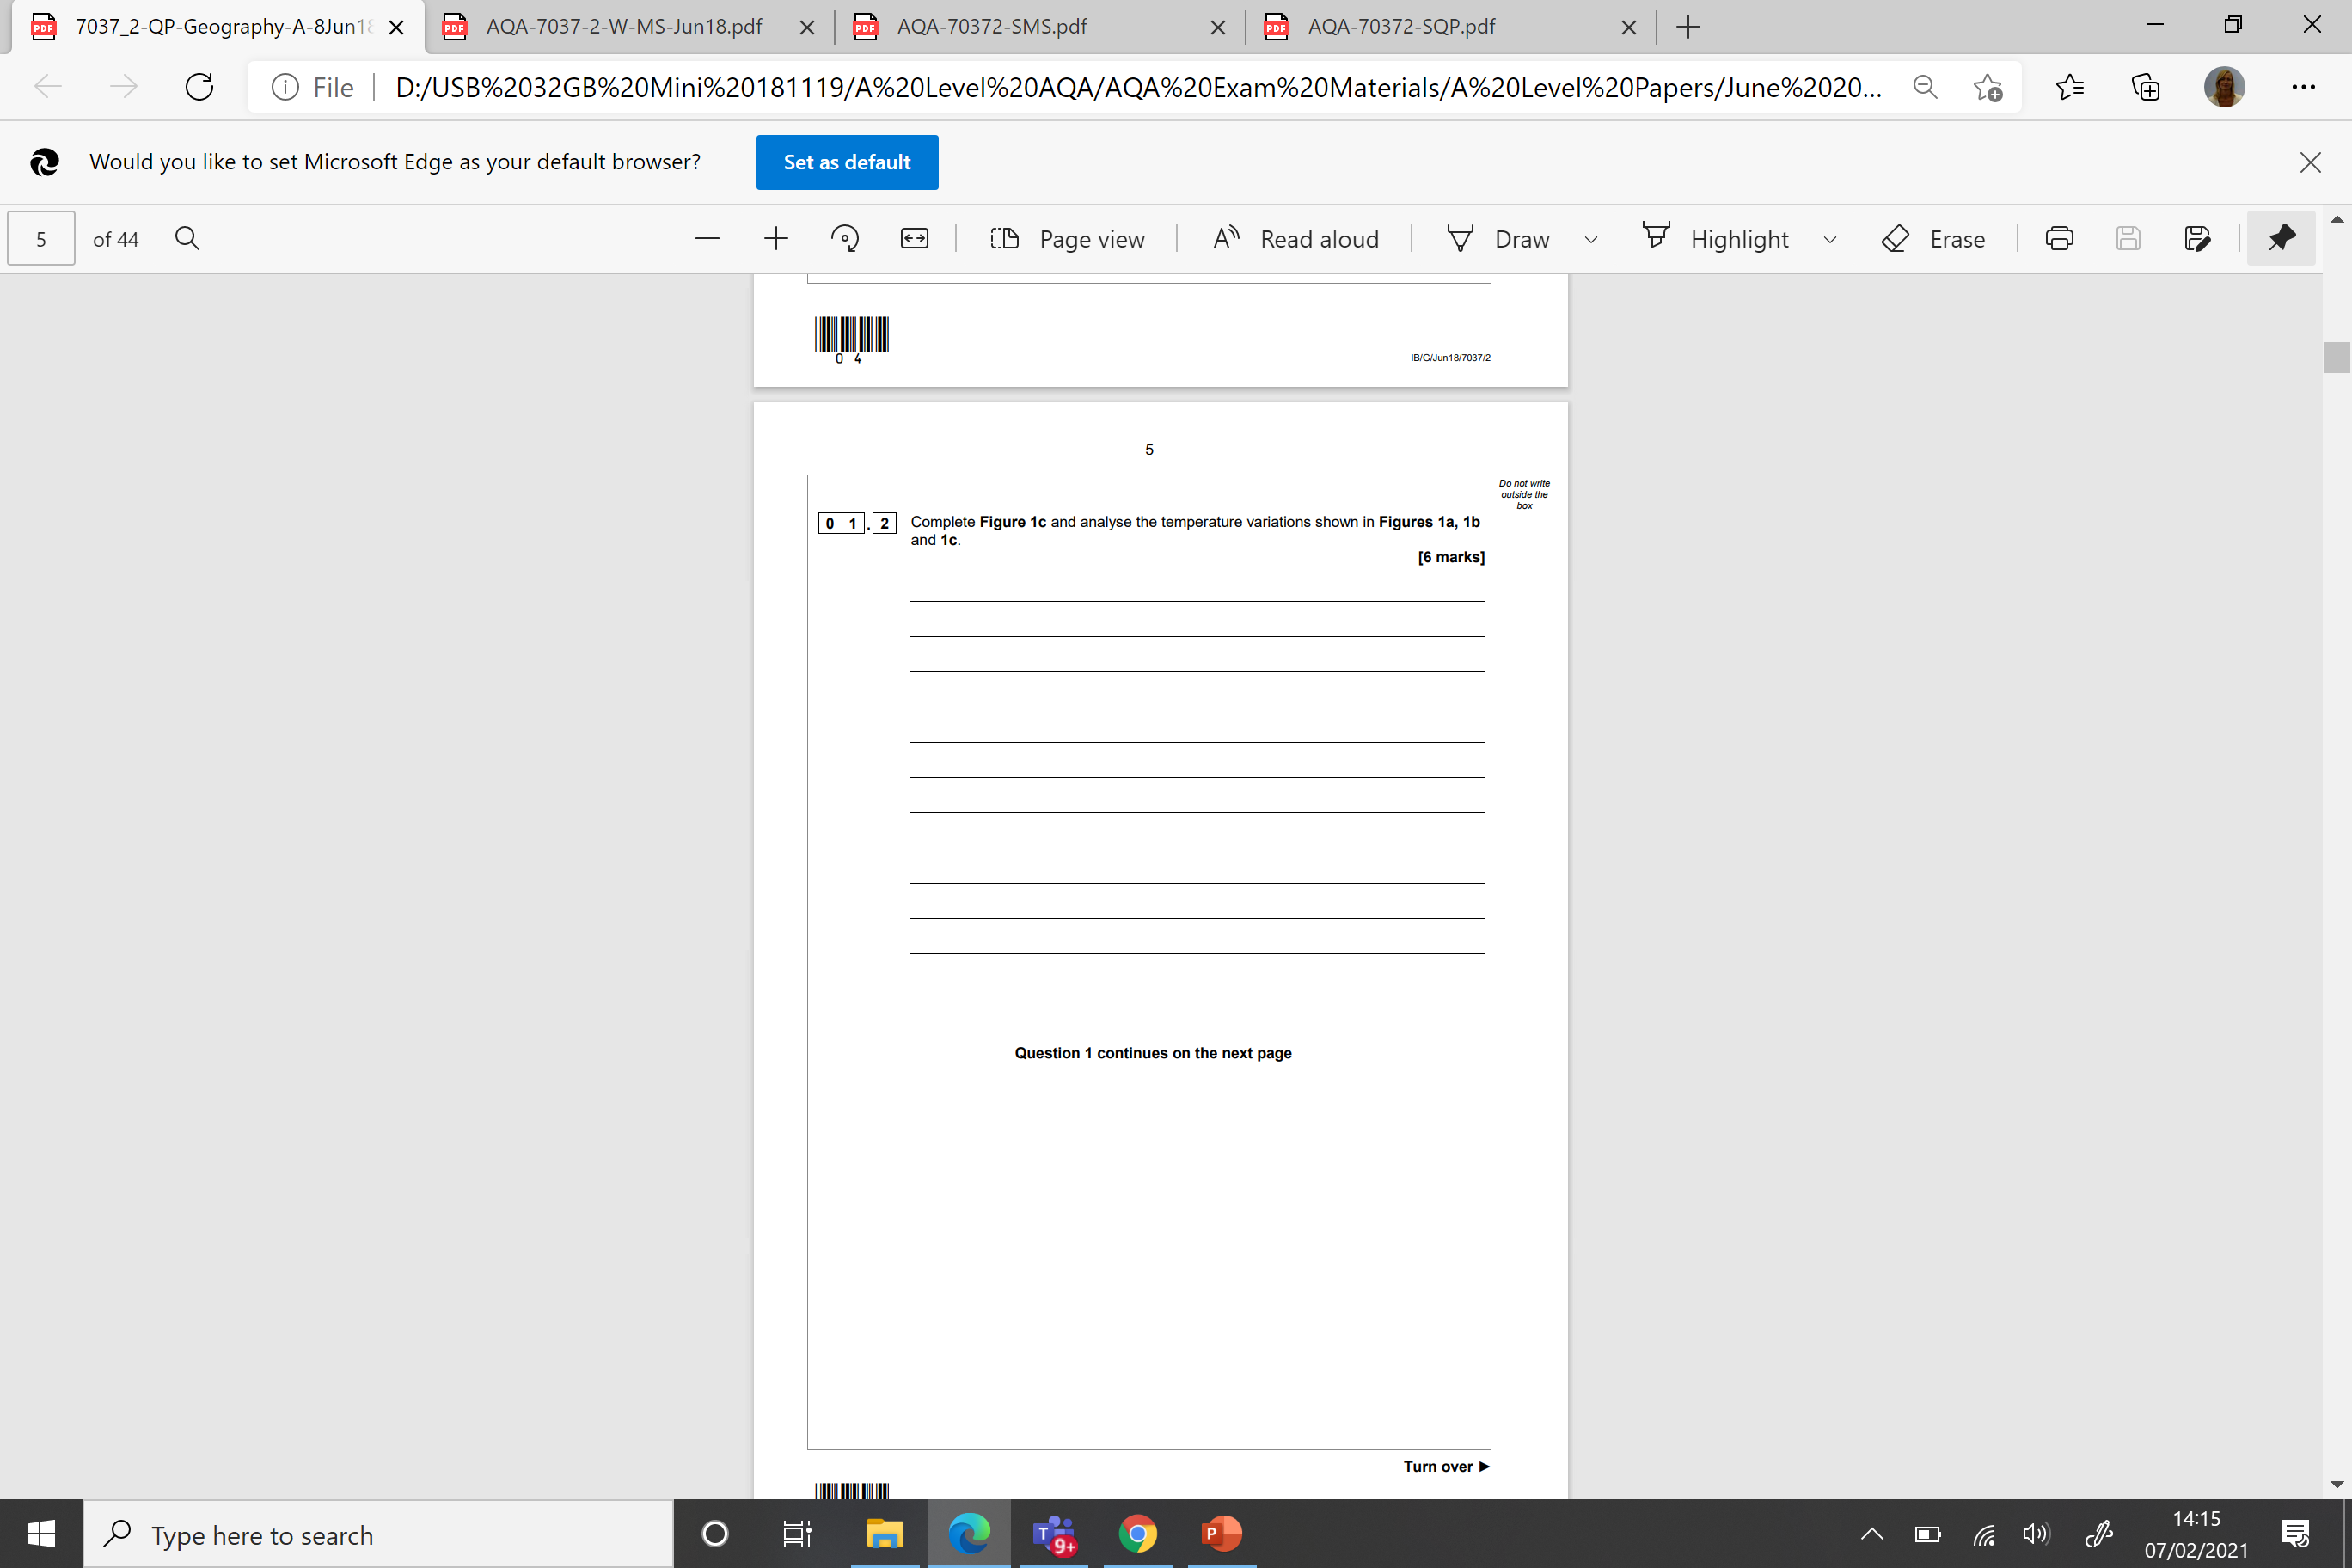 7037_2-QP-Geography-A-8Jun18
AQA-7037-2-W-MS-Jun18.pdf
AQA-70372-SMS.pdf
AQA-70372-SQP.pdf
File
D:/USB%2032GB%20Mini%20181119/A%20Level%20AQA/AQA%20Exam%20Materials/A%20Level%20Papers/June%2020...
Would you like to set Microsoft Edge as your default browser?
Set as default
5 of 44
Page view
Read aloud
Draw
Highlight
Erase
0 4
IB/G/Jun18/7037/2
5
Do not write
outside the
box
0 1 . 2 Complete Figure 1c and analyse the temperature variations shown in Figures 1a, 1b
and 1c.
[6 marks]
Question 1 continues on the next page
Turn over ►
Type here to search
9+
14:15
07/02/2021